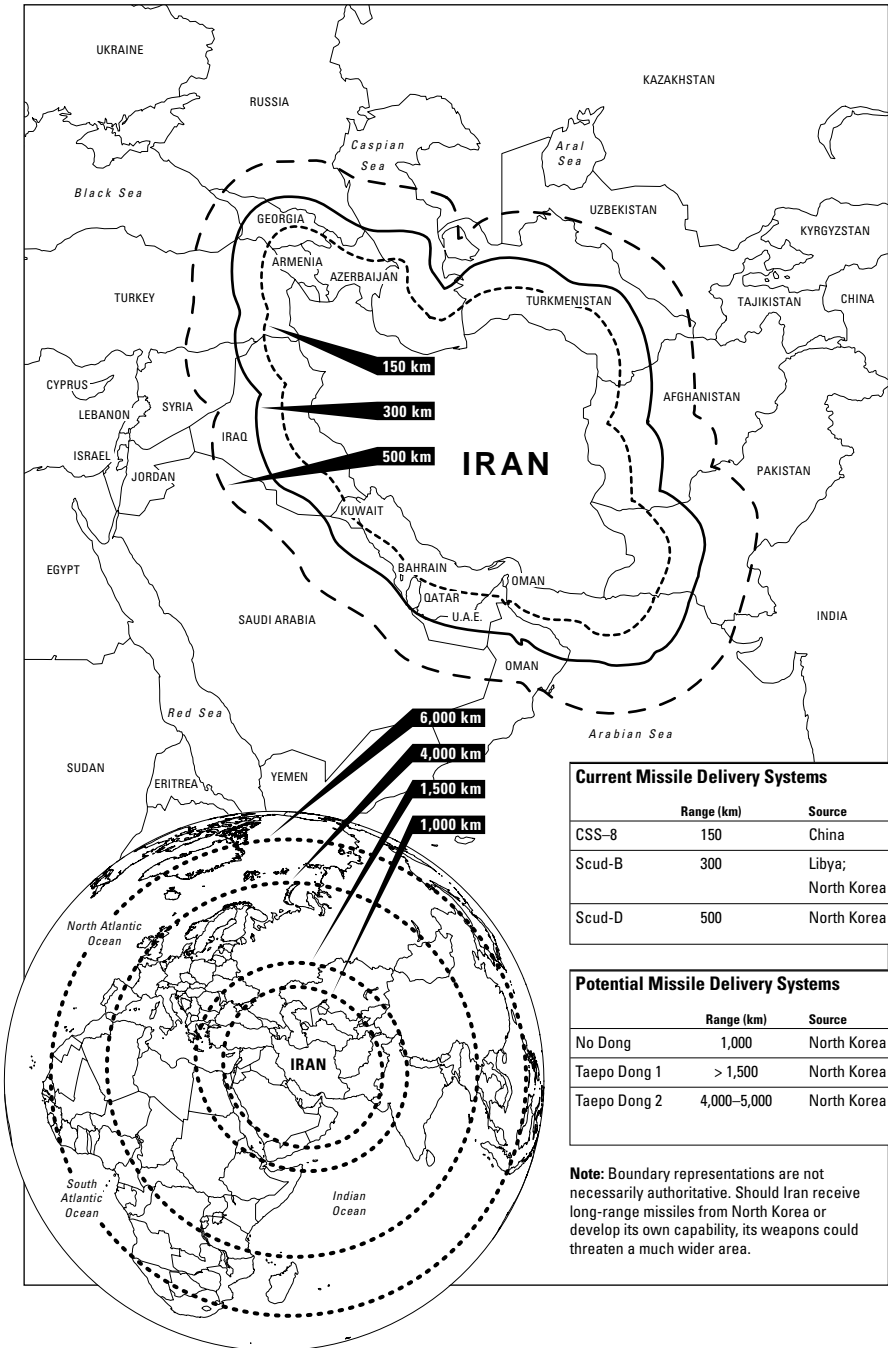 UKRAINE
KAZAKHSTAN
RUSSIA
Caspian
Sea
Aral
Sea
Black Sea
UZBEKISTAN
GEORGIA
KYRGYZSTAN
ARMENIA
AZERBAIJAN
TURKEY
TURKMENISTAN
TAJIKISTAN
CHINA
150 km
CYPRUS
SYRIA
AFGHANISTAN
LEBANON
300 km
IRAQ
500 km
IRAN
ISRAEL
JORDAN
PAKISTAN
KUWAIT
EGYPT
BAHRAIN
OMAN
QATAR
U.A.E.
SAUDI ARABIA
INDIA
OMAN
Red Sea
6,000 km
Arabian Sea
4,000 km
SUDAN
ERITREA
YEMEN
1,500 km
1,000 km
North Atlantic
Ocean
IRAN
South
Atlantic
Ocean
Indian
Ocean
Current Missile Delivery Systems
Range (km) Source
CSS–8 150 China
Scud-B 300 Libya;
North Korea
Scud-D 500 North Korea
Potential Missile Delivery Systems
Range (km) Source
No Dong 1,000 North Korea
Taepo Dong 1 > 1,500 North Korea
Taepo Dong 2 4,000–5,000 North Korea
Note: Boundary representations are not
necessarily authoritative. Should Iran receive
long-range missiles from North Korea or
develop its own capability, its weapons could
threaten a much wider area.